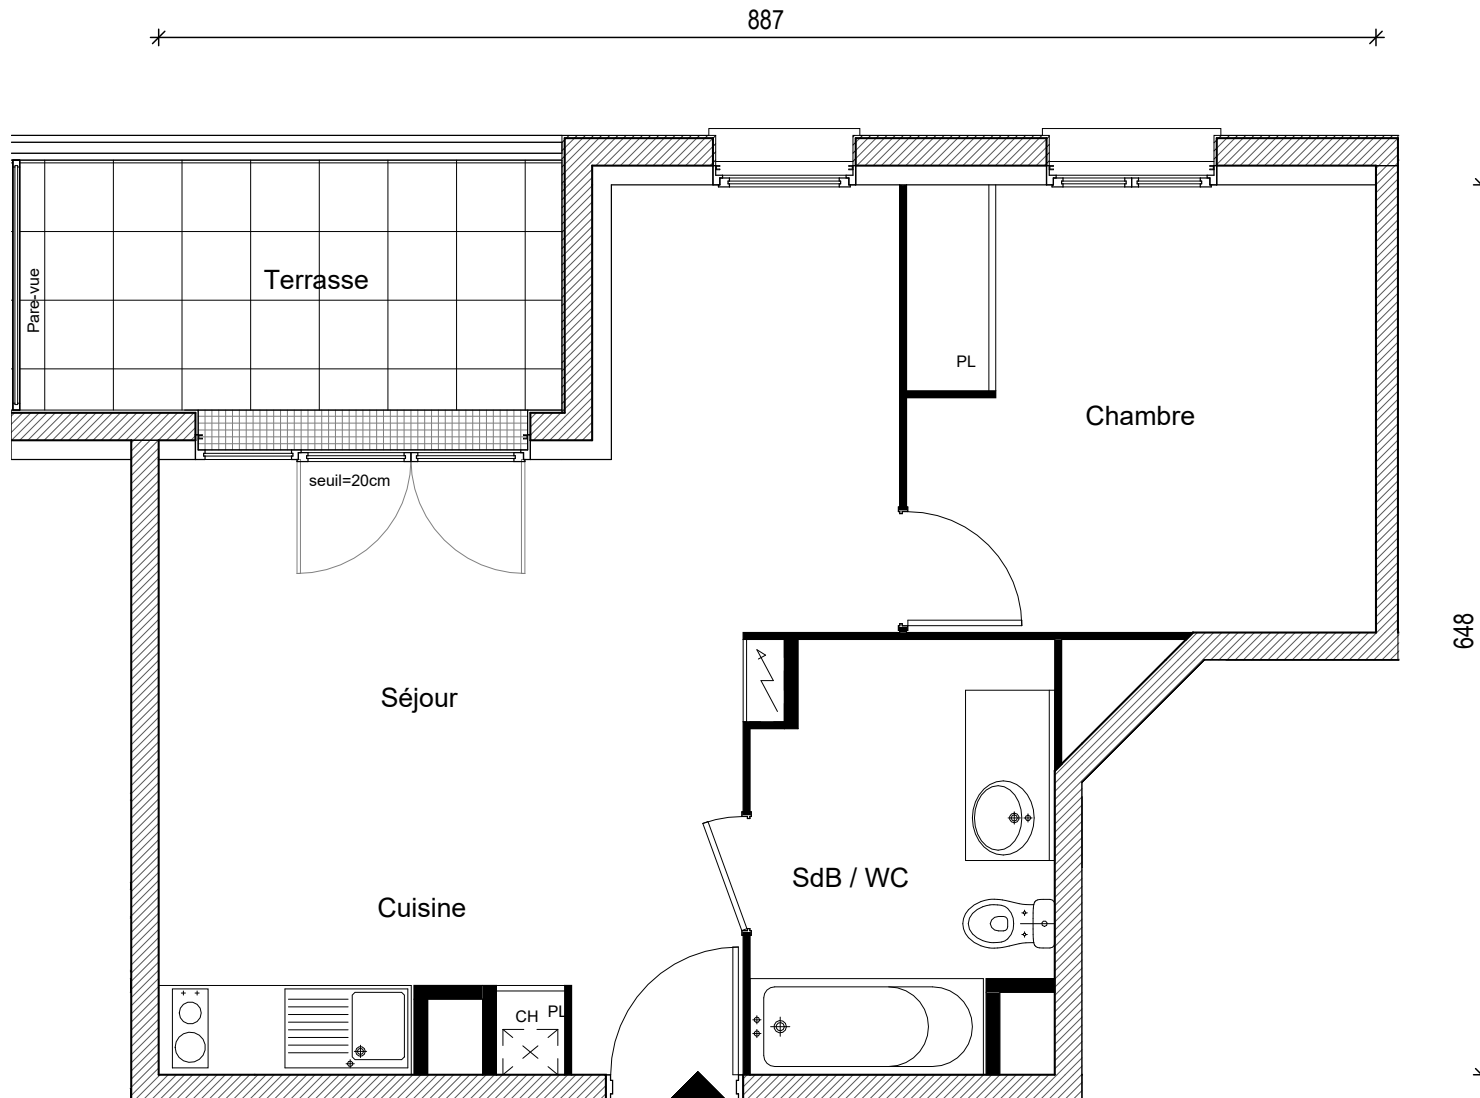 887
Terrasse
Pare-vue
PL
Chambre
seuil=20cm
648
Séjour
SdB / WC
Cuisine
CH
PL